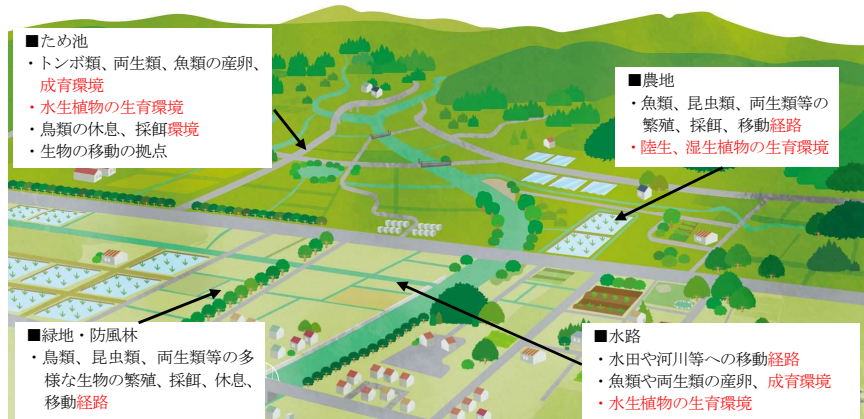 ■ため池
・トンボ類、両生類、魚類の産卵、
成育環境
・水生植物の生育環境
・鳥類の休息、採餌環境
・生物の移動の拠点
■農地
・魚類、昆虫類、両生類等の
繁殖、採餌、移動経路
・陸生、湿生植物の生育環境
■緑地・防風林
・鳥類、昆虫類、両生類等の多
様な生物の繁殖、採餌、休息、
移動経路
■水路
・水田や河川等への移動経路
・魚類や両生類の産卵、成育環境
・水生植物の生育環境